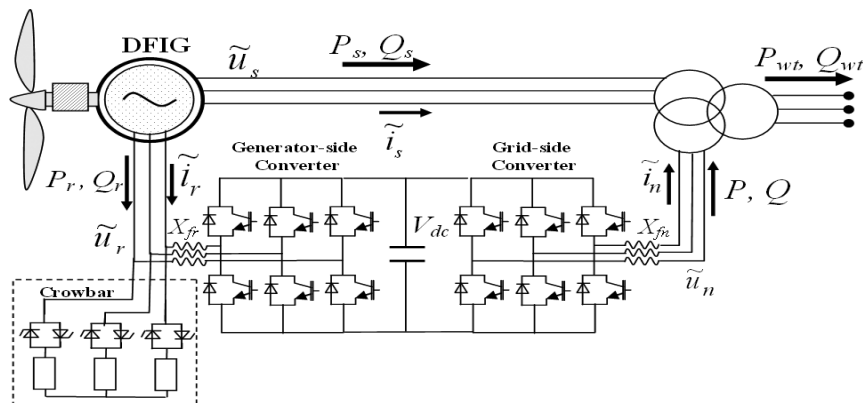 DFIG
ũ_s
P_s, Q_s
P_wt, Q_wt
ĩ_s
Generator-side
Converter
Grid-side
Converter
P_r, Q_r
ĩ_r
ĩ_n
P, Q
X_fr
V_dc
X_fn
ũ_r
ũ_n
Crowbar